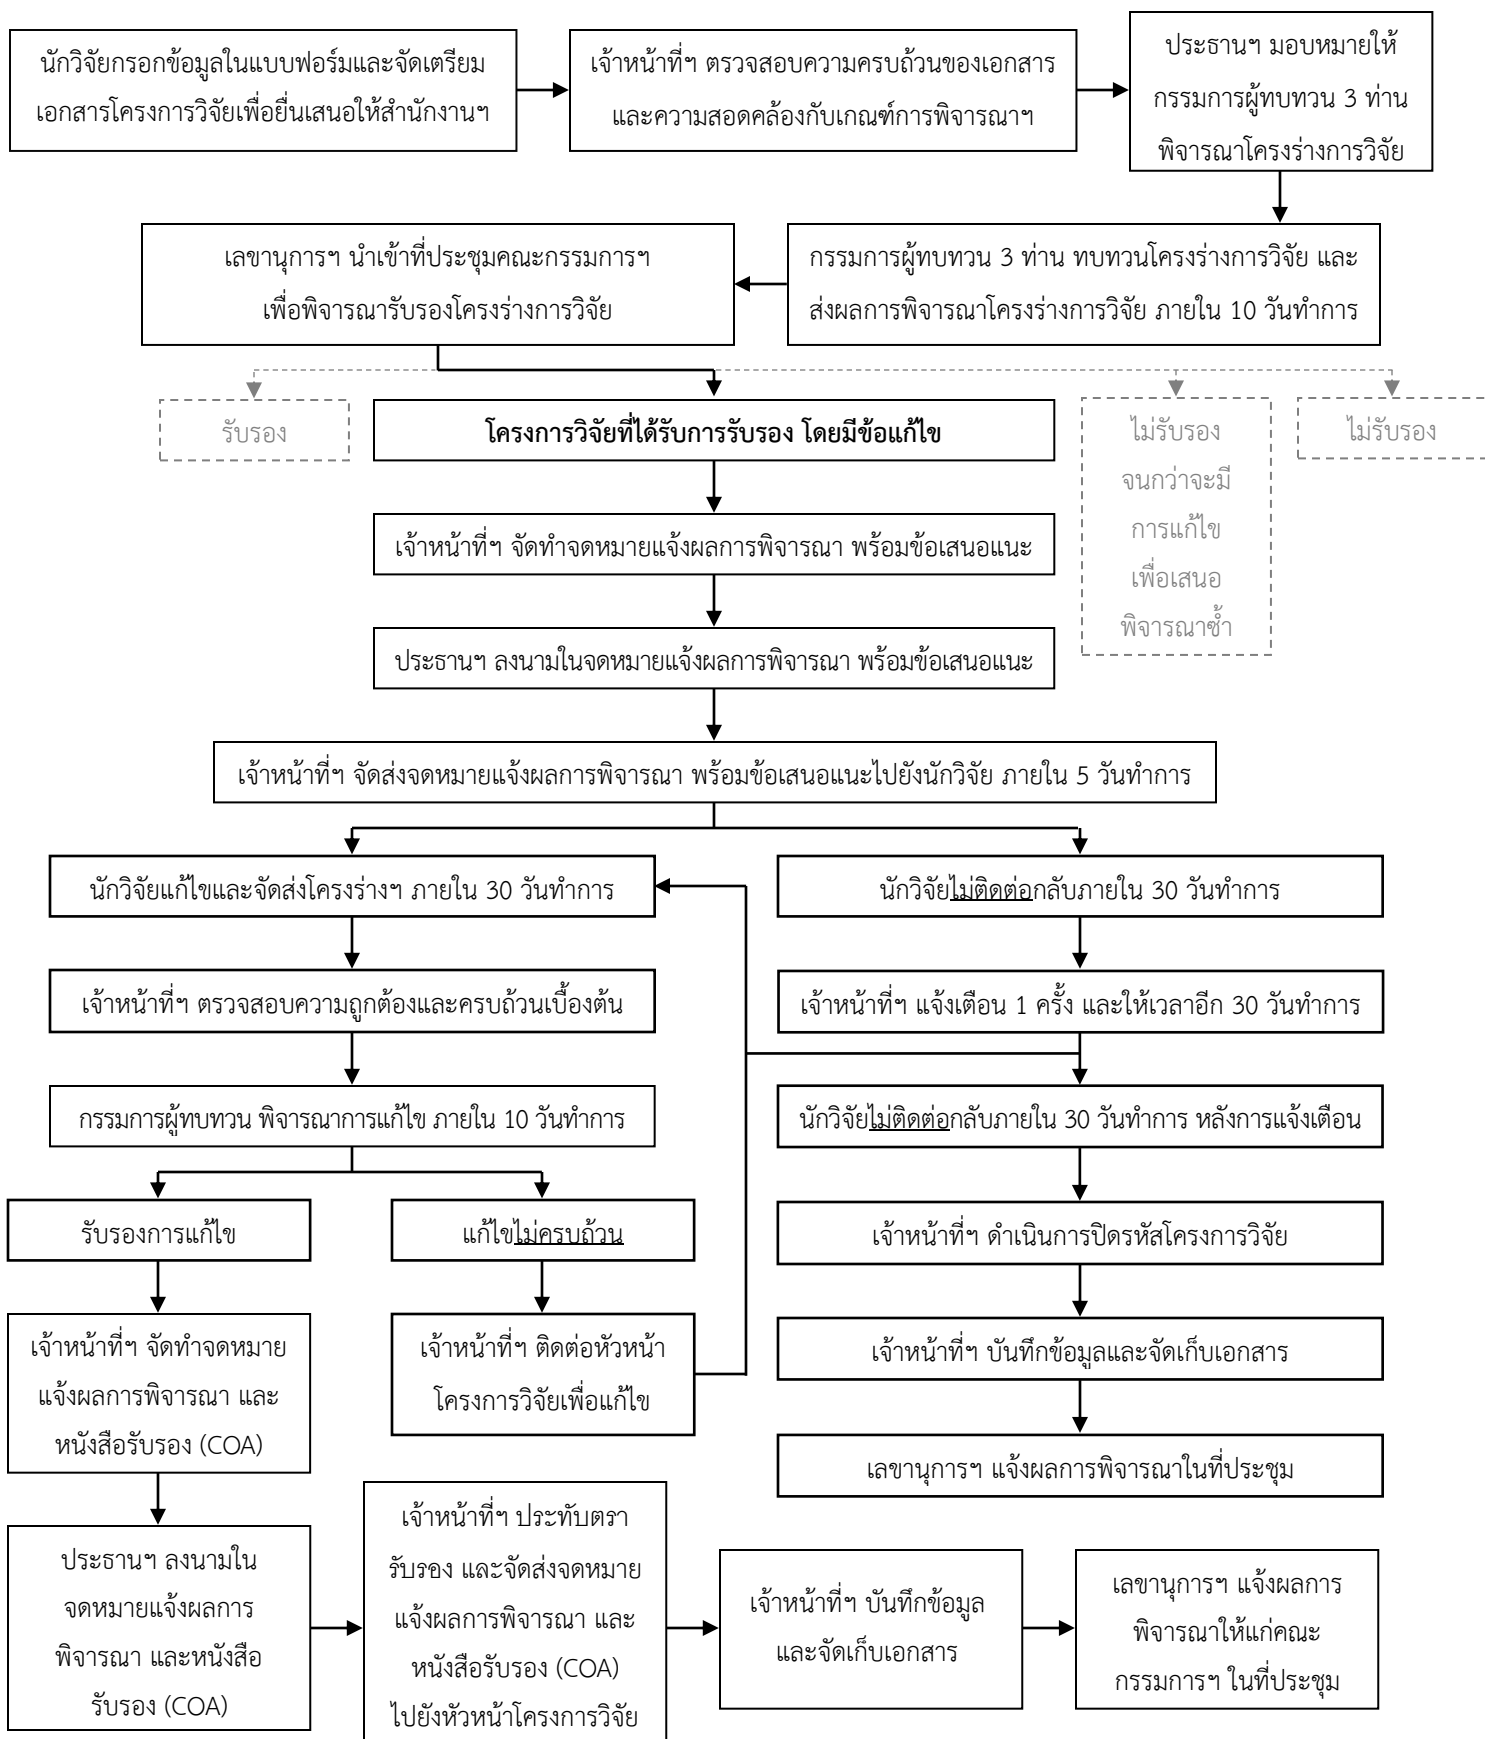 นักวิจัยกรอกข้อมูลในแบบฟอร์มและจัดเตรียม
เอกสารโครงการวิจัยเพื่อยื่นเสนอให้สำนักงานฯ
เจ้าหน้าที่ฯ ตรวจสอบความครบถ้วนของเอกสาร
และความสอดคล้องกับเกณฑ์การพิจารณาฯ
ประธานฯ มอบหมายให้
กรรมการผู้ทบทวน 3 ท่าน
พิจารณาโครงร่างการวิจัย
กรรมการผู้ทบทวน 3 ท่าน ทบทวนโครงร่างการวิจัย และ
ส่งผลการพิจารณาโครงร่างการวิจัย ภายใน 10 วันทำการ
เลขานุการฯ นำเข้าที่ประชุมคณะกรรมการฯ
เพื่อพิจารณารับรองโครงร่างการวิจัย
รับรอง
โครงการวิจัยที่ได้รับการรับรอง โดยมีข้อแก้ไข
ไม่รับรอง
จนกว่าจะมี
การแก้ไข
เพื่อเสนอ
พิจารณาซ้ำ
ไม่รับรอง
เจ้าหน้าที่ฯ จัดทำจดหมายแจ้งผลการพิจารณา พร้อมข้อเสนอแนะ
ประธานฯ ลงนามในจดหมายแจ้งผลการพิจารณา พร้อมข้อเสนอแนะ
เจ้าหน้าที่ฯ จัดส่งจดหมายแจ้งผลการพิจารณา พร้อมข้อเสนอแนะไปยังนักวิจัย ภายใน 5 วันทำการ
นักวิจัยแก้ไขและจัดส่งโครงร่างฯ ภายใน 30 วันทำการ
เจ้าหน้าที่ฯ ตรวจสอบความถูกต้องและครบถ้วนเบื้องต้น
กรรมการผู้ทบทวน พิจารณาการแก้ไข ภายใน 10 วันทำการ
รับรองการแก้ไข
แก้ไขไม่ครบถ้วน
เจ้าหน้าที่ฯ ติดต่อหัวหน้า
โครงการวิจัยเพื่อแก้ไข
นักวิจัยไม่ติดต่อกลับภายใน 30 วันทำการ
เจ้าหน้าที่ฯ แจ้งเตือน 1 ครั้ง และให้เวลาอีก 30 วันทำการ
นักวิจัยไม่ติดต่อกลับภายใน 30 วันทำการ หลังการแจ้งเตือน
เจ้าหน้าที่ฯ ดำเนินการปิดรหัสโครงการวิจัย
เจ้าหน้าที่ฯ บันทึกข้อมูลและจัดเก็บเอกสาร
เลขานุการฯ แจ้งผลการพิจารณาในที่ประชุม
เจ้าหน้าที่ฯ จัดทำจดหมาย
แจ้งผลการพิจารณา และ
หนังสือรับรอง (COA)
ประธานฯ ลงนามใน
จดหมายแจ้งผลการ
พิจารณา และหนังสือ
รับรอง (COA)
เจ้าหน้าที่ฯ ประทับตรา
รับรอง และจัดส่งจดหมาย
แจ้งผลการพิจารณา และ
หนังสือรับรอง (COA)
ไปยังหัวหน้าโครงการวิจัย
เจ้าหน้าที่ฯ บันทึกข้อมูล
และจัดเก็บเอกสาร
เลขานุการฯ แจ้งผลการ
พิจารณาให้แก่คณะ
กรรมการฯ ในที่ประชุม